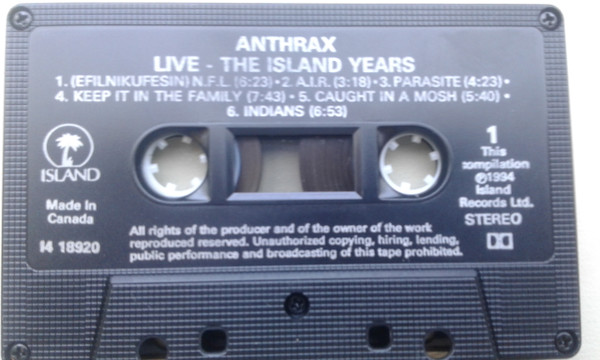 ANTHRAX
LIVE - THE ISLAND YEARS
1. (EFILNIKUFESIN) N.F.L. (6:23) • 2. A.I.R. (3:18) • 3. PARASITE (4:23) •
4. KEEP IT IN THE FAMILY (7:43) • 5. CAUGHT IN A MOSH (5:40) •
6. INDIANS (6:53)
ISLAND
Made In
Canada
I4 18920
1
This
compilation
℗1994
Island
Records Ltd.
STEREO
All rights of the producer and of the owner of the work
reproduced reserved. Unauthorized copying, hiring, lending,
public performance and broadcasting of this tape prohibited.